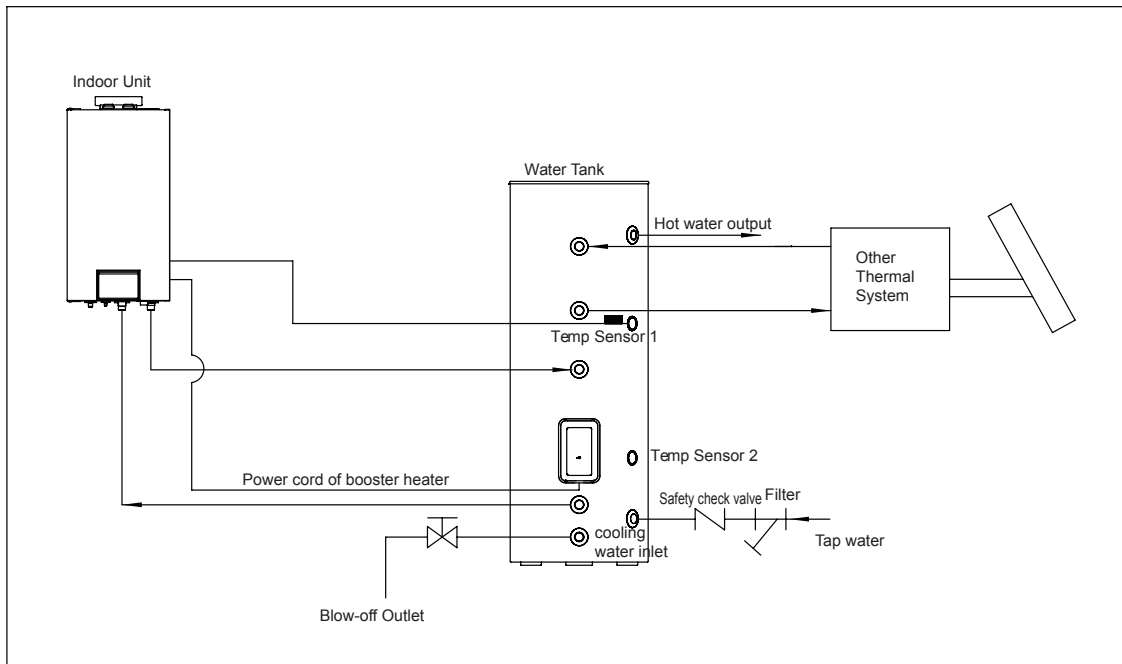 Indoor Unit
Water Tank
Hot water output
Other
Thermal
System
Temp Sensor 1
Temp Sensor 2
Power cord of booster heater
Safety check valve
Filter
cooling
water inlet
Tap water
Blow-off Outlet